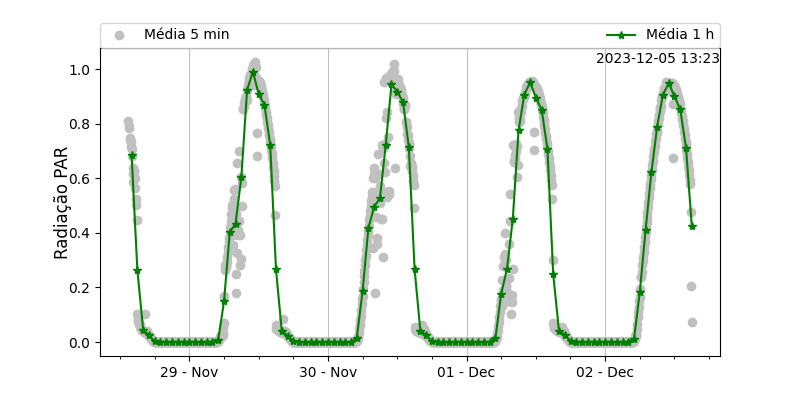 Média 5 min
Média 1 h
2023-12-05 13:23
Radiação PAR
1.0
0.8
0.6
0.4
0.2
0.0
29 - Nov
30 - Nov
01 - Dec
02 - Dec